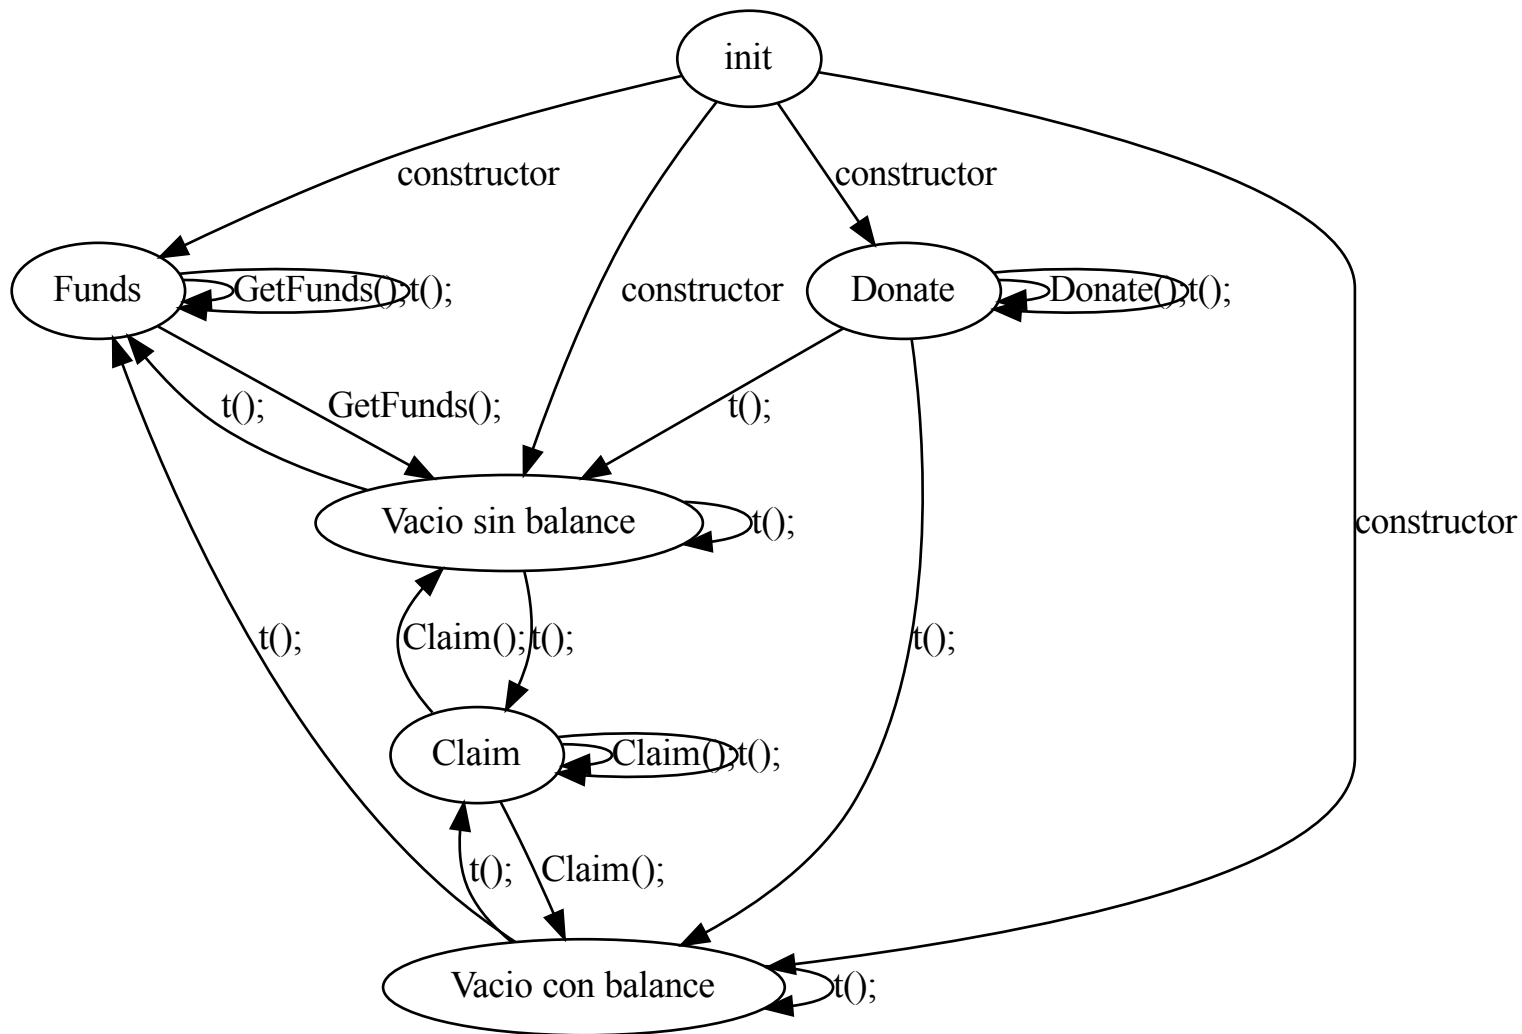 init
constructor
constructor
Funds
GetFunds();
t();
constructor
Donate
Donate();
t();
t();
GetFunds();
t();
Vacio sin balance
t();
constructor
t();
Claim();
t();
t();
Claim
Claim();
t();
t();
Claim();
Vacio con balance
t();